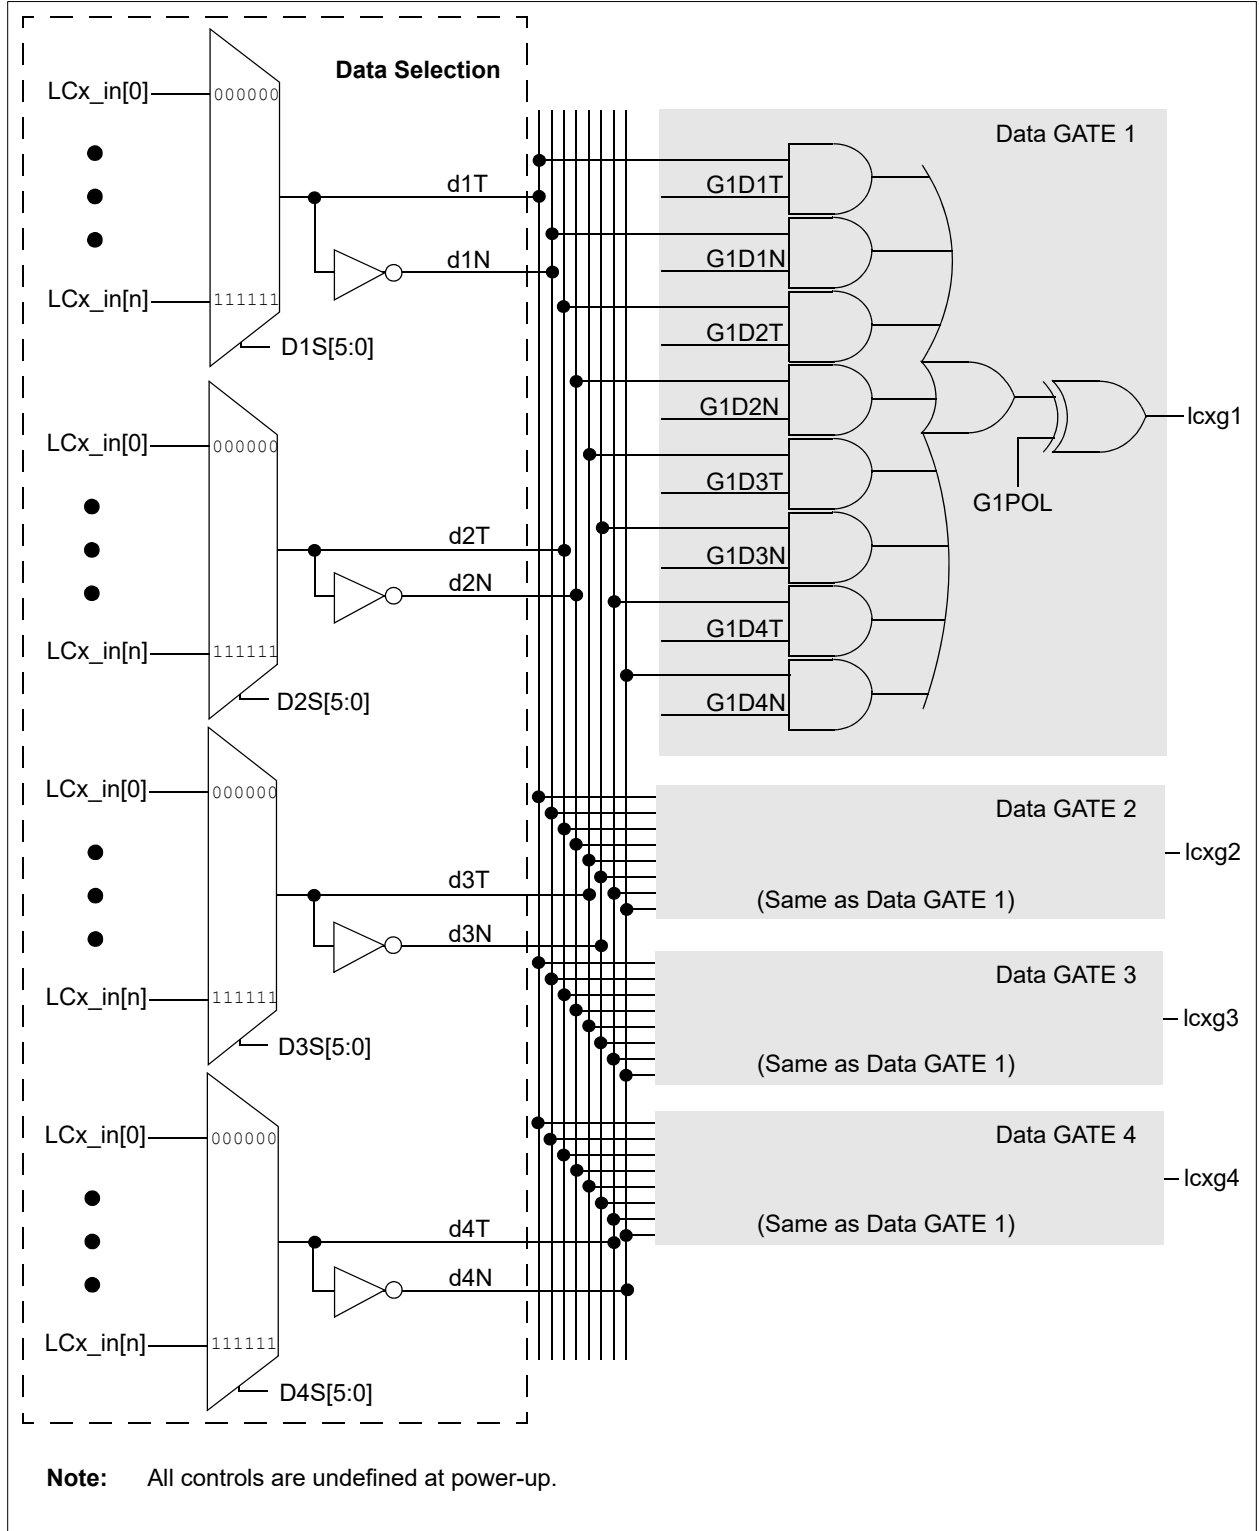 Data Selection
LCx_in[0]
000000
d1T
d1N
LCx_in[n]
111111
D1S[5:0]
LCx_in[0]
000000
d2T
d2N
LCx_in[n]
111111
D2S[5:0]
LCx_in[0]
000000
d3T
d3N
LCx_in[n]
111111
D3S[5:0]
LCx_in[0]
000000
d4T
d4N
LCx_in[n]
111111
D4S[5:0]
Data GATE 1
G1D1T
G1D1N
G1D2T
G1D2N
G1D3T
G1D3N
G1D4T
G1D4N
G1POL
lcxg1
Data GATE 2
(Same as Data GATE 1)
lcxg2
Data GATE 3
(Same as Data GATE 1)
lcxg3
Data GATE 4
(Same as Data GATE 1)
lcxg4
Note: All controls are undefined at power-up.